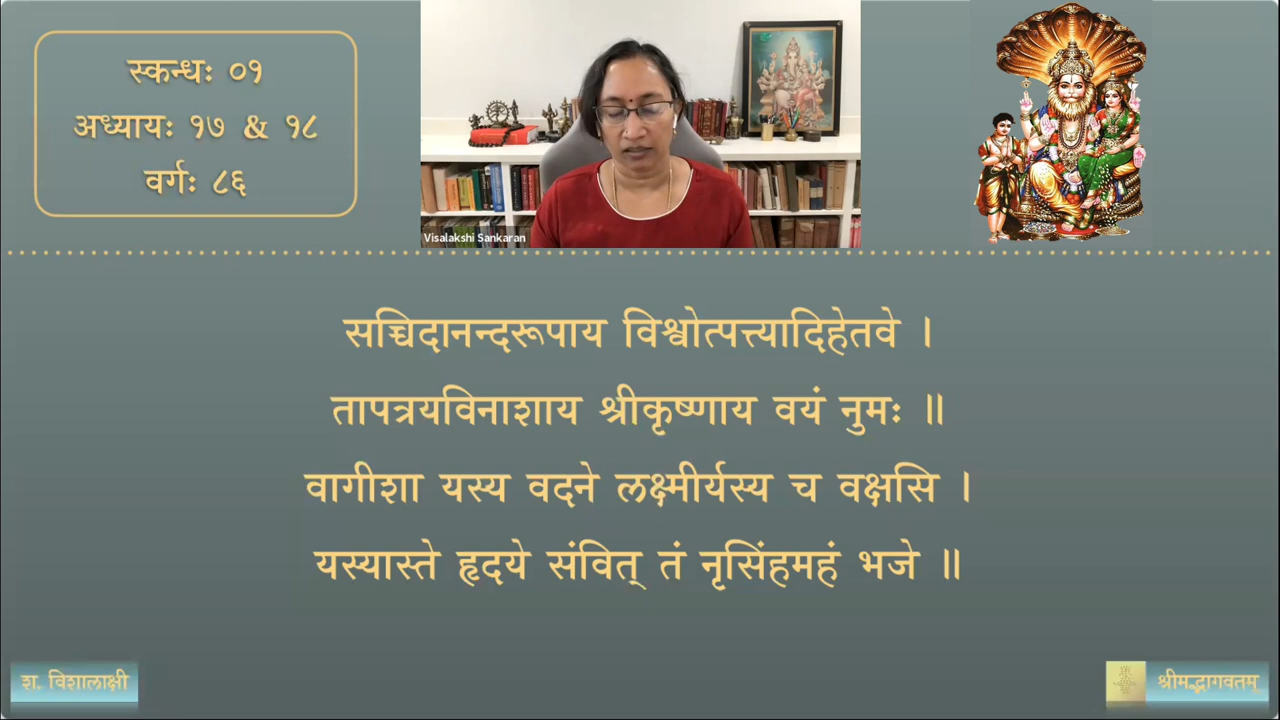 स्कन्धः ०१
अध्यायः १७ & १८
वर्गः ८६
Visalakshi Sankaran
सच्चिदानन्दरूपाय विश्वोत्पत्त्यादिहेतवे ।
तापत्रयविनाशाय श्रीकृष्णाय वयं नुमः ॥
वागीशा यस्य वदने लक्ष्मीर्यस्य च वक्षसि ।
यस्यास्ते हृदये संवित् तं नृसिंहमहं भजे ॥
श. विशालाक्षी
श्रीमद्भागवतम्